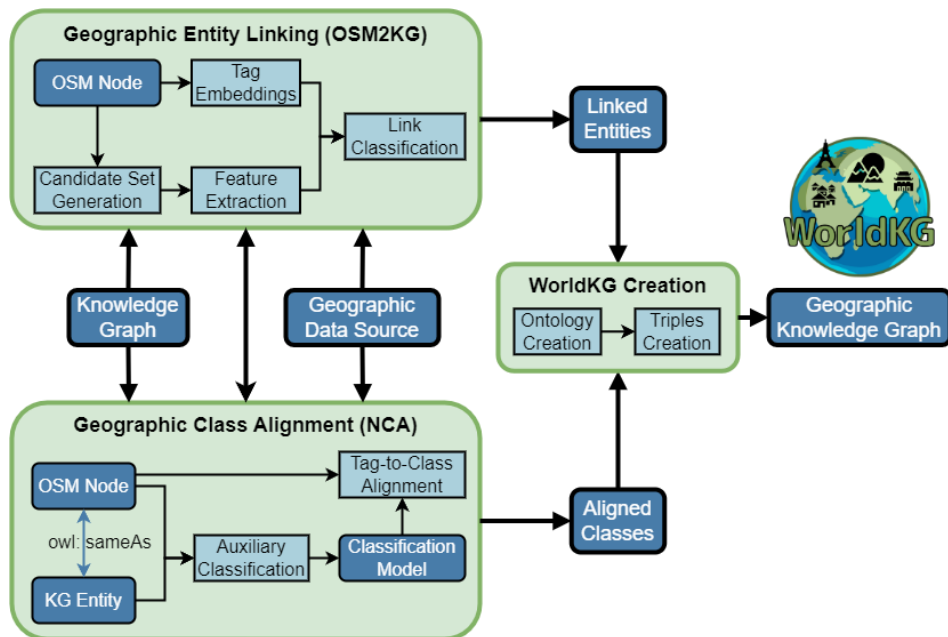 Geographic Entity Linking (OSM2KG)
OSM Node
Tag
Embeddings
Link
Classification
Candidate Set
Generation
Feature
Extraction
Linked
Entities
WorldKG
Knowledge
Graph
Geographic
Data Source
WorldKG Creation
Ontology
Creation
Triples
Creation
Geographic
Knowledge Graph
Geographic Class Alignment (NCA)
OSM Node
Tag-to-Class
Alignment
owl: sameAs
Auxiliary
Classification
Classification
Model
KG Entity
Aligned
Classes